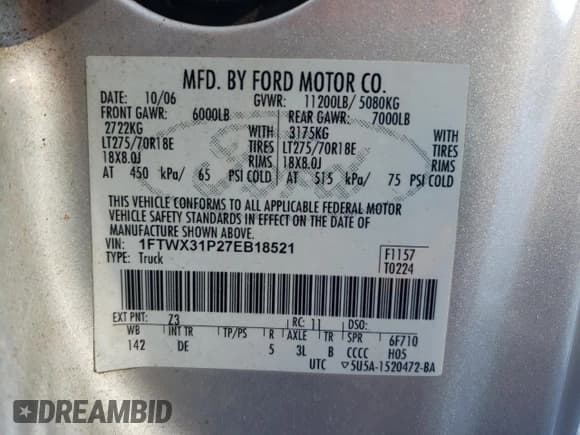 MFD. BY FORD MOTOR CO.
DATE: 10/06 GVWR: 11200LB/ 5080KG
FRONT GAWR: 6000LB REAR GAWR: 7000LB
2722KG WITH 3175KG WITH
LT275/70R18E TIRES LT275/70R18E TIRES
18X8.0J RIMS 18X8.0J RIMS
AT 450 kPa/ 65 PSI COLD AT 515 kPa/ 75 PSI COLD
THIS VEHICLE CONFORMS TO ALL APPLICABLE FEDERAL MOTOR
VEHICLE SAFETY STANDARDS IN EFFECT ON THE DATE OF
MANUFACTURE SHOWN ABOVE.
VIN: 1FTWX31P27EB18521 F1157
TYPE: Truck T0224
EXT PNT: Z3 RC: 11 DSO:
WB INT TR TP/PS R AXLE TR SPR 6F710
142 DE 5 3L B CCCC H05
UTC ▽5U5A-1520472-BA
DREAMBID